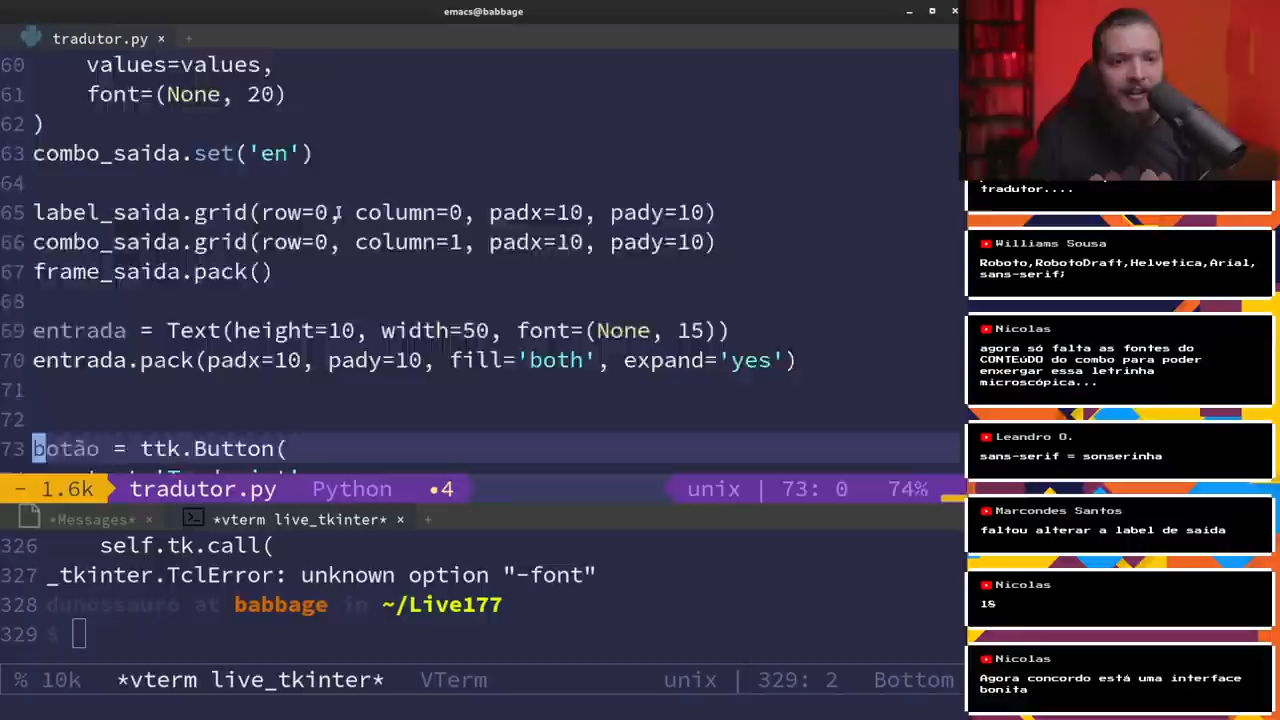 emacs@babbage
tradutor.py × +
60 values=values,
61 font=(None, 20)
62 )
63 combo_saida.set('en')
64
65 label_saida.grid(row=0, column=0, padx=10, pady=10)
66 combo_saida.grid(row=0, column=1, padx=10, pady=10)
67 frame_saida.pack()
68
69 entrada = Text(height=10, width=50, font=(None, 15))
70 entrada.pack(padx=10, pady=10, fill='both', expand='yes')
71
72
73 botão = ttk.Button(
- 1.6k tradutor.py Python •4 unix | 73: 0 74%
*Messages* × *vterm live_tkinter* × +
326 self.tk.call(
327 _tkinter.TclError: unknown option "-font"
328 dunossauro at babbage in ~/Live177
329 $
% 10k *vterm live_tkinter* VTerm unix | 329: 2 Bottom
tradutor....
Williams Sousa
Roboto,RobotoDraft,Helvetica,Arial,
sans-serif;
Nicolas
agora só falta as fontes do
CONTEúDO do combo para poder
enxergar essa letrinha
microscópica...
Leandro O.
sans-serif = sonserinha
Marcondes Santos
faltou alterar a label de saida
Nicolas
18
Nicolas
Agora concordo está uma interface
bonita